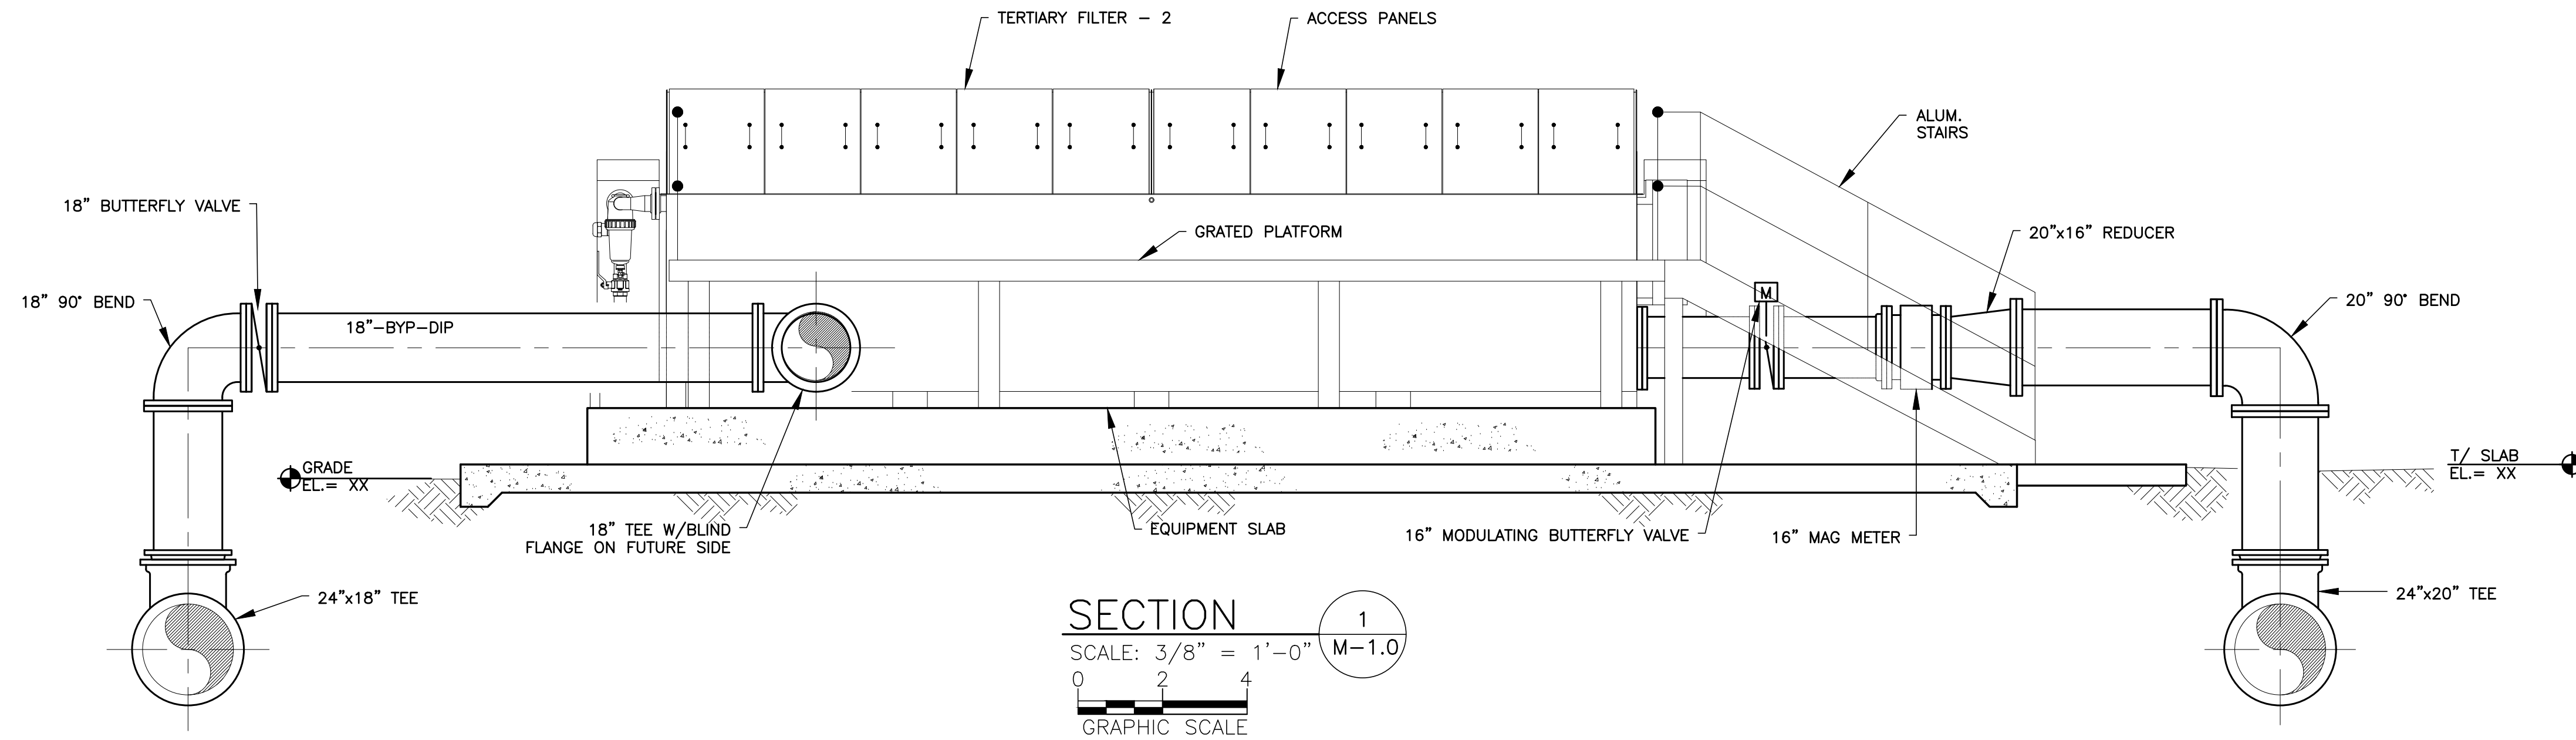 TERTIARY FILTER - 2
ACCESS PANELS
ALUM.
STAIRS
18" BUTTERFLY VALVE
GRATED PLATFORM
20"x16" REDUCER
M
18" 90° BEND
20" 90° BEND
18"-BYP-DIP
GRADE
EL.= XX
T/ SLAB
EL.= XX
18" TEE W/BLIND
FLANGE ON FUTURE SIDE
EQUIPMENT SLAB
16" MODULATING BUTTERFLY VALVE
16" MAG METER
24"x18" TEE
24"x20" TEE
SECTION
1
M-1.0
SCALE: 3/8" = 1'-0"
0 2 4
GRAPHIC SCALE